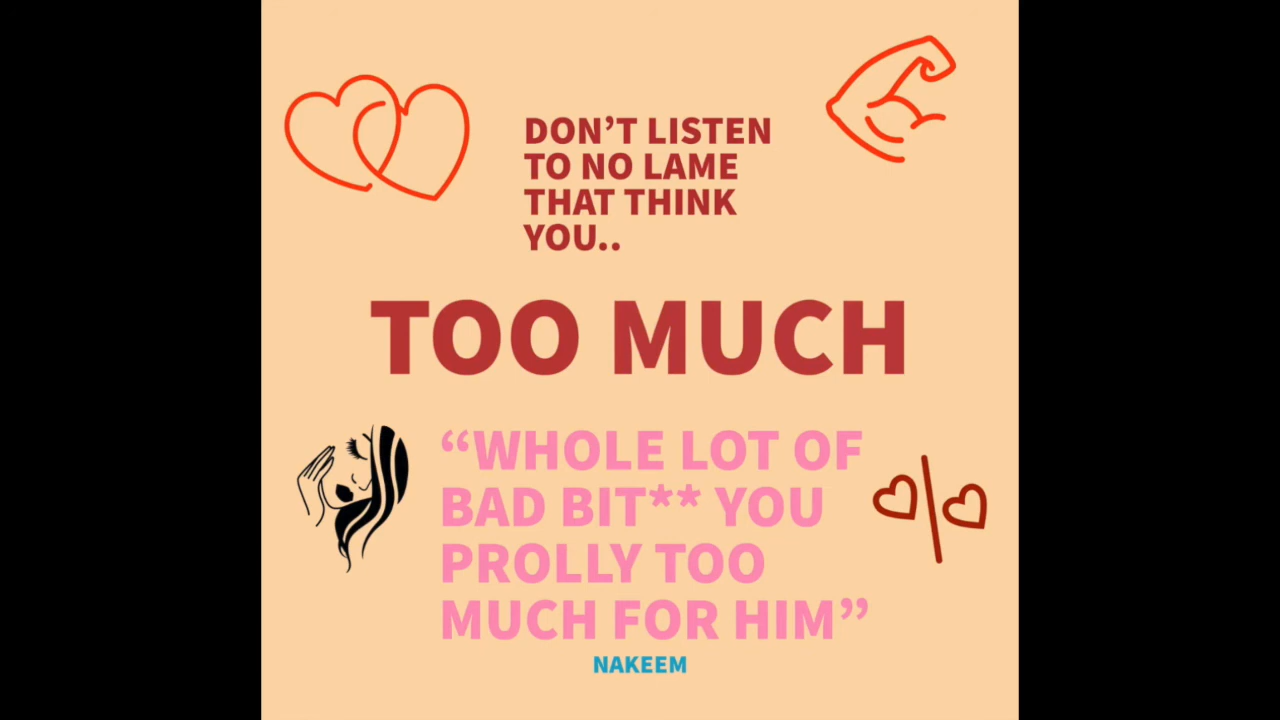 DON’T LISTEN
TO NO LAME
THAT THINK
YOU..
TOO MUCH
“WHOLE LOT OF
BAD BIT** YOU
PROLLY TOO
MUCH FOR HIM”
NAKEEM